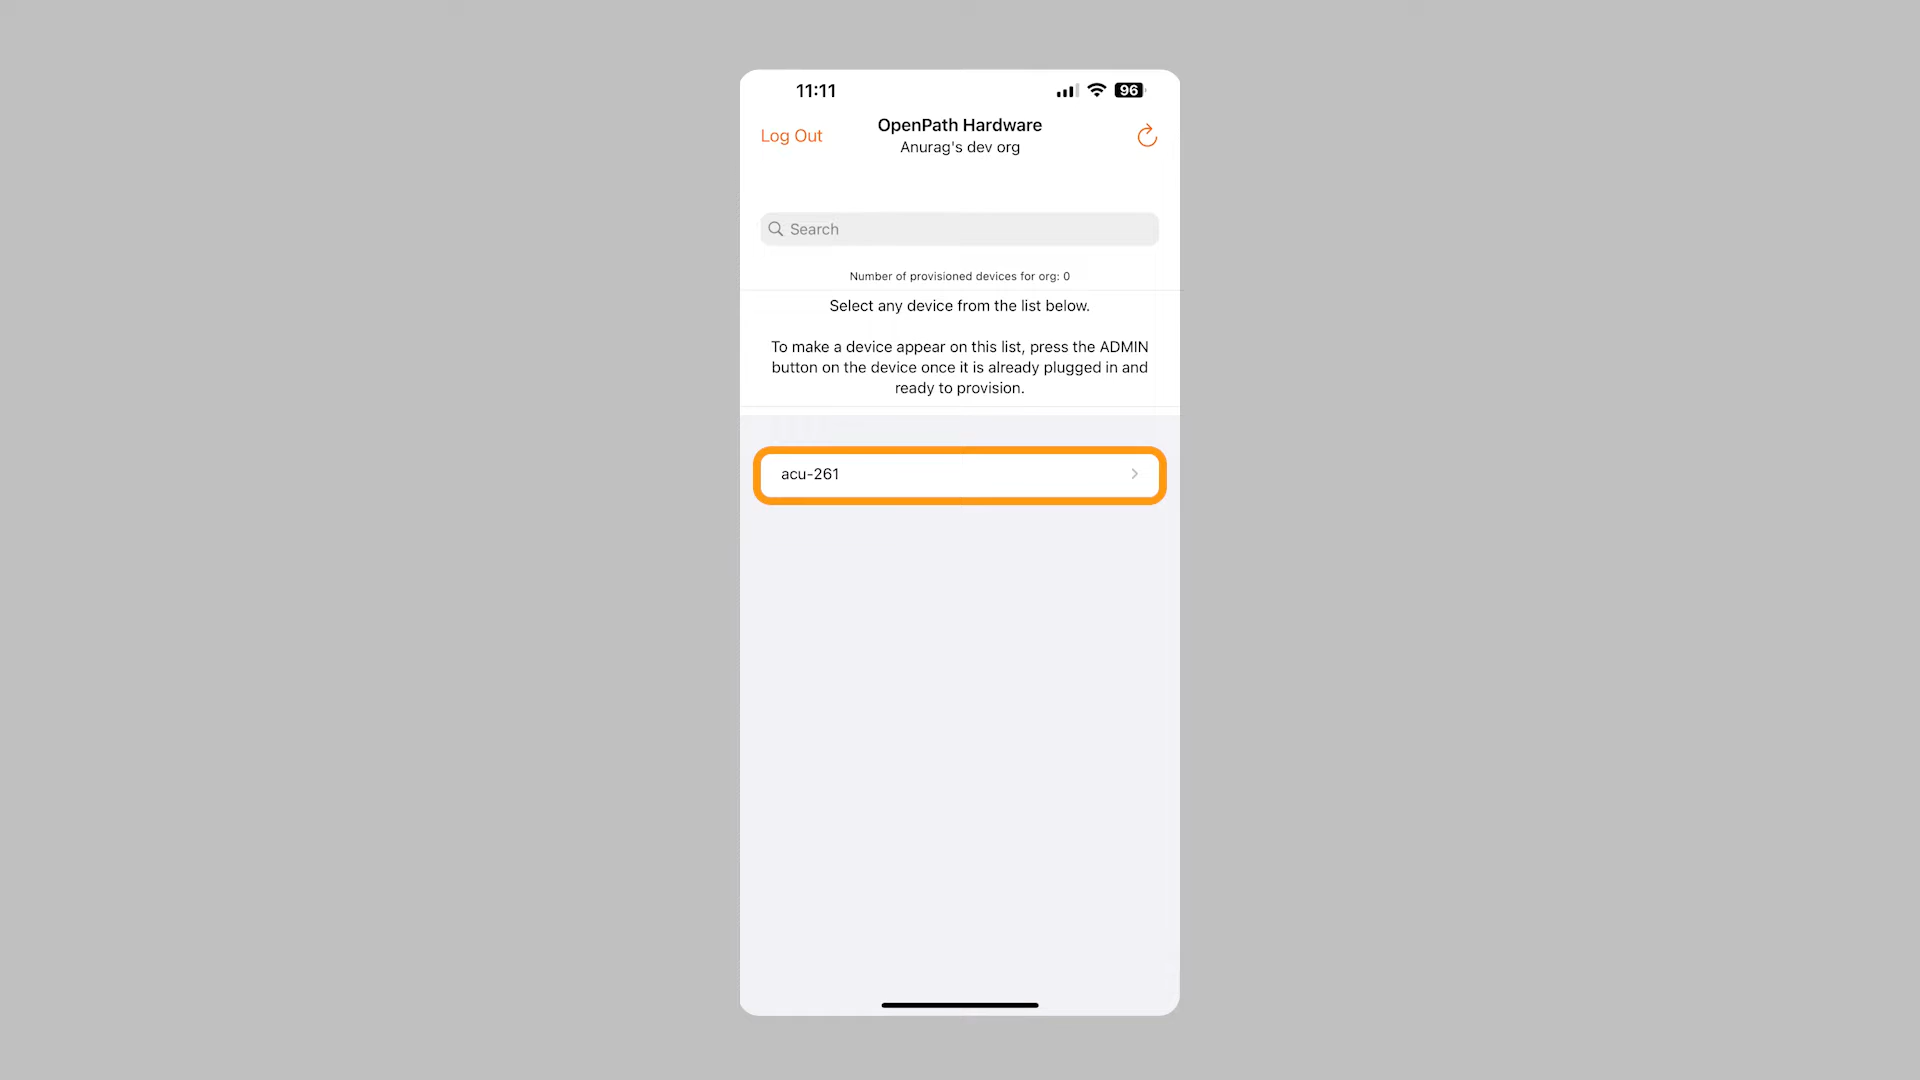 11:11
96
Log Out
OpenPath Hardware
Anurag's dev org
Search
Number of provisioned devices for org: 0
Select any device from the list below.
To make a device appear on this list, press the ADMIN
button on the device once it is already plugged in and
ready to provision.
acu-261